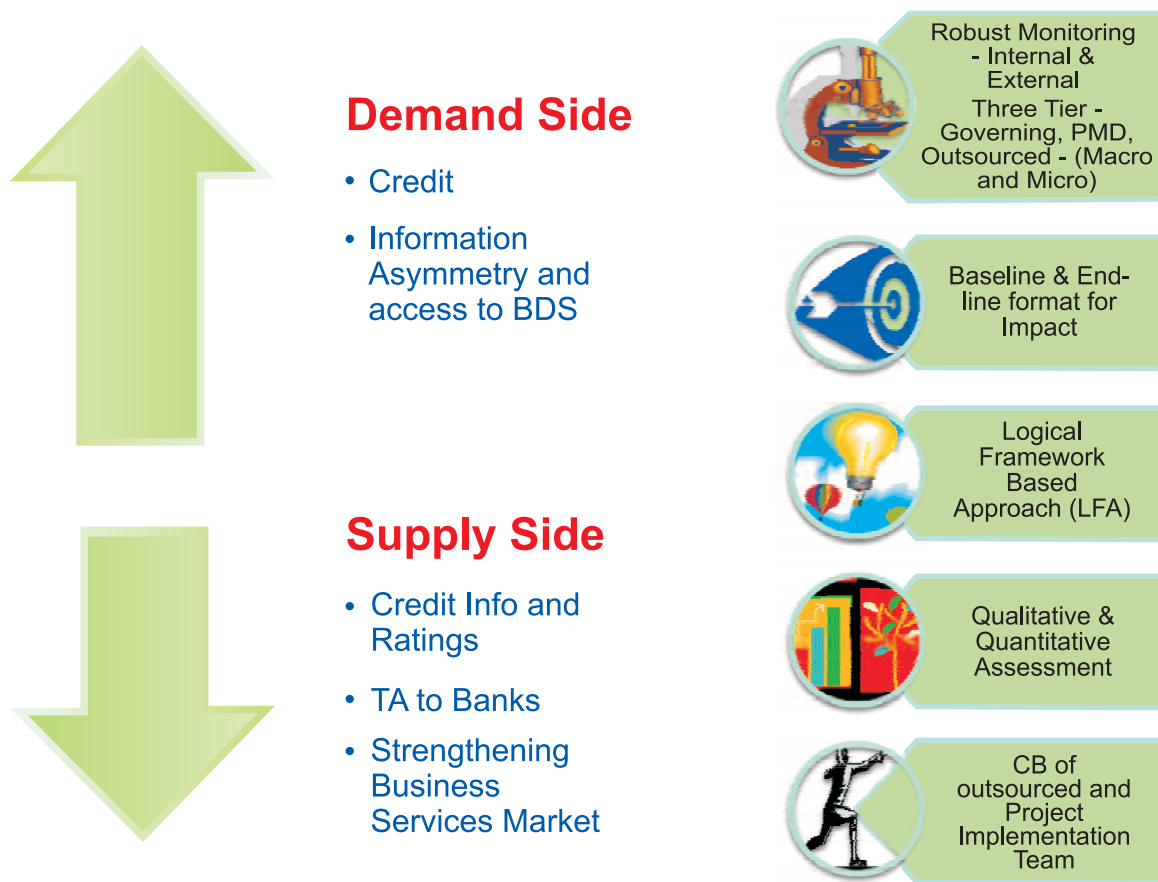 Demand Side
• Credit
• Information
Asymmetry and
access to BDS
Supply Side
• Credit Info and
Ratings
• TA to Banks
• Strengthening
Business
Services Market
Robust Monitoring
- Internal &
External
Three Tier -
Governing, PMD,
Outsourced - (Macro
and Micro)
Baseline & End-
line format for
Impact
Logical
Framework
Based
Approach (LFA)
Qualitative &
Quantitative
Assessment
CB of
outsourced and
Project
Implementation
Team